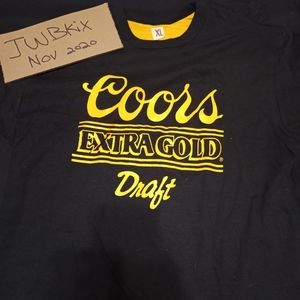 JWBKix
Nov 2020
XL
Coors
EXTRA GOLD®
Draft